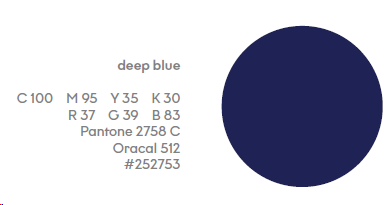 deep blue
C 100 M 95 Y 35 K 30
R 37 G 39 B 83
Pantone 2758 C
Oracal 512
#252753